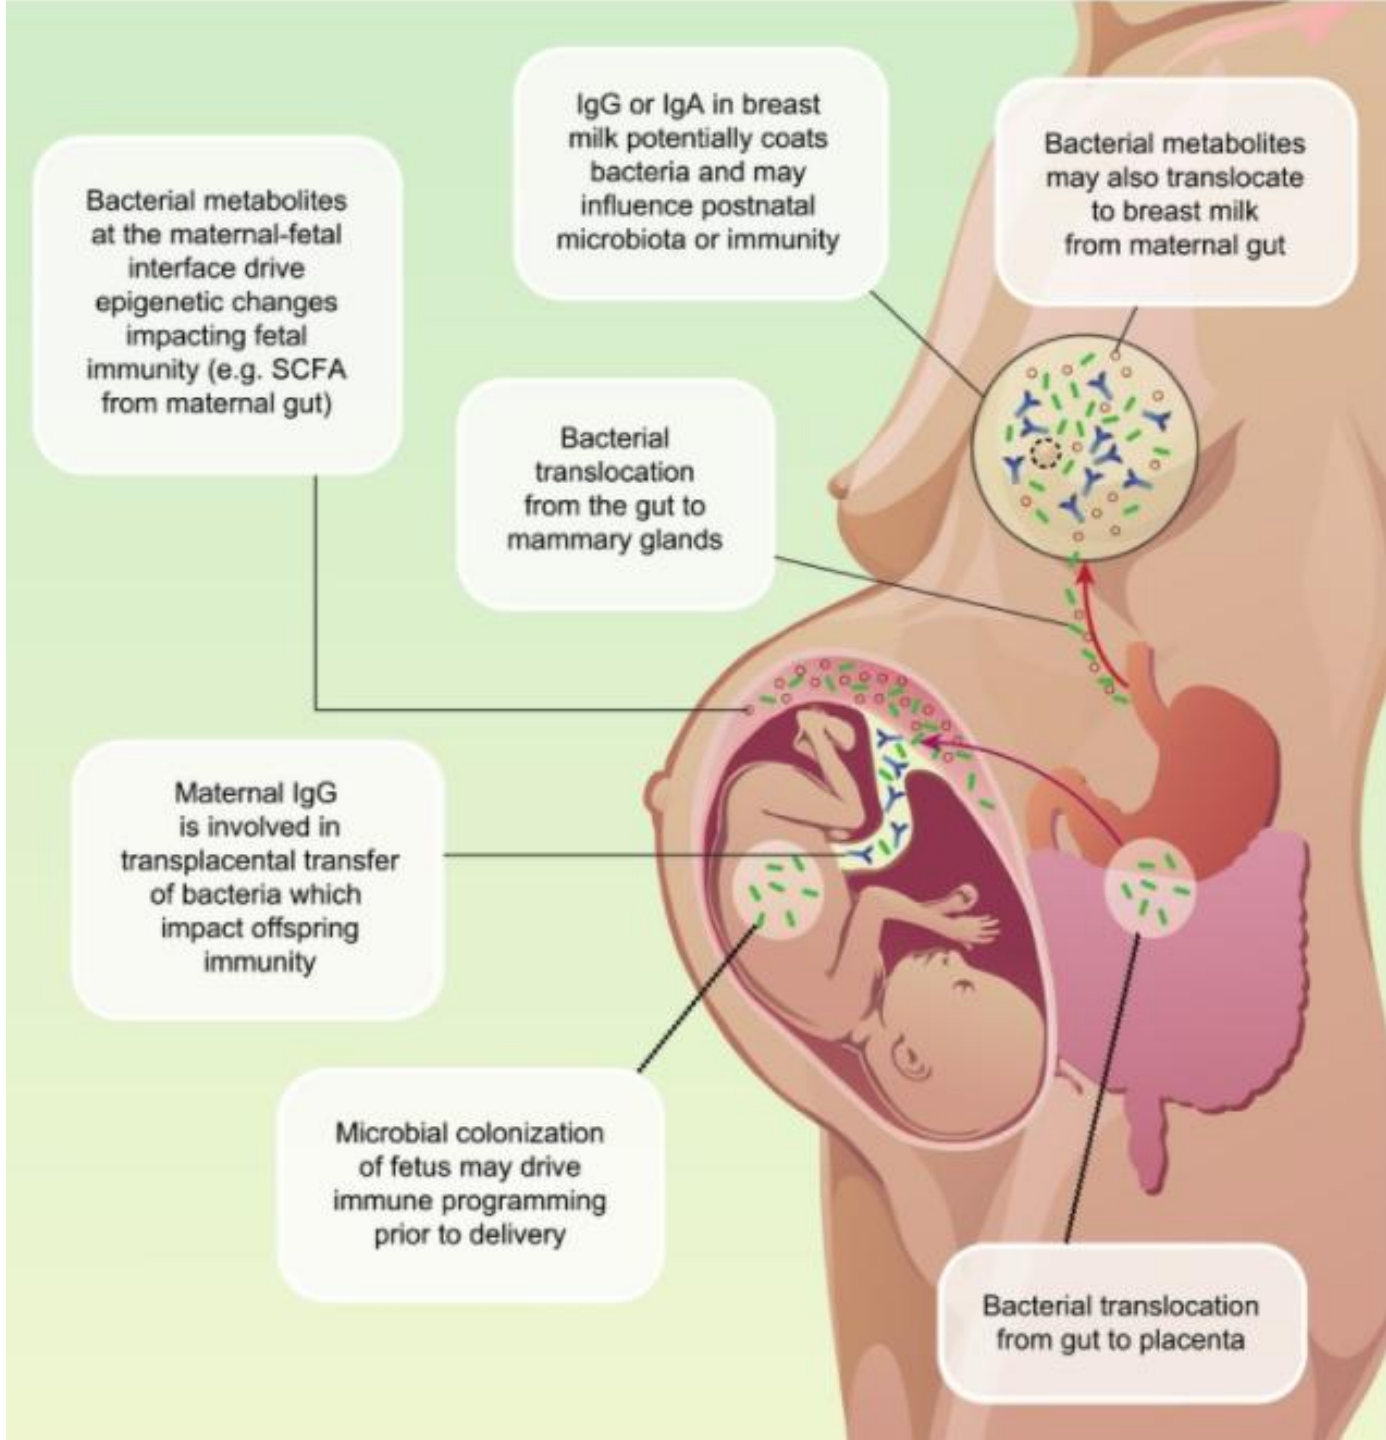 IgG or IgA in breast
milk potentially coats
bacteria and may
influence postnatal
microbiota or immunity
Bacterial metabolites
may also translocate
to breast milk
from maternal gut
Bacterial metabolites
at the maternal-fetal
interface drive
epigenetic changes
impacting fetal
immunity (e.g. SCFA
from maternal gut)
Bacterial
translocation
from the gut to
mammary glands
Maternal IgG
is involved in
transplacental transfer
of bacteria which
impact offspring
immunity
Microbial colonization
of fetus may drive
immune programming
prior to delivery
Bacterial translocation
from gut to placenta